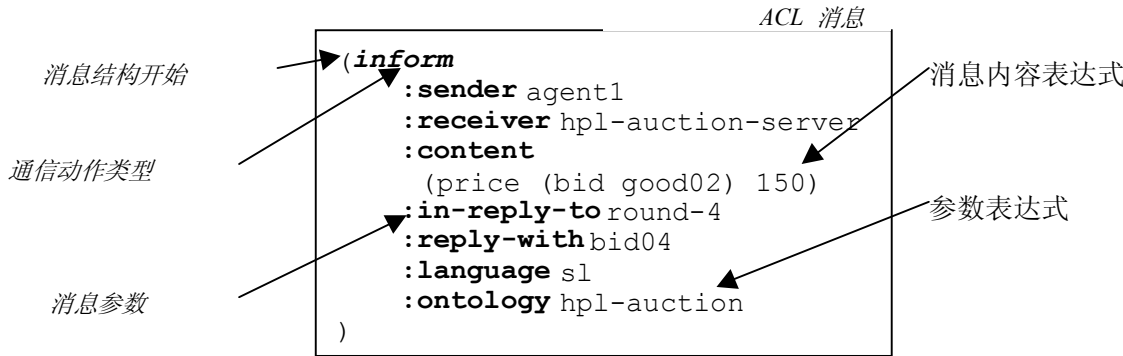 ACL 消息
消息结构开始
通信动作类型
消息参数
(inform
:sender agent1
:receiver hpl-auction-server
:content
(price (bid good02) 150)
:in-reply-to round-4
:reply-with bid04
:language sl
:ontology hpl-auction
)
消息内容表达式
参数表达式